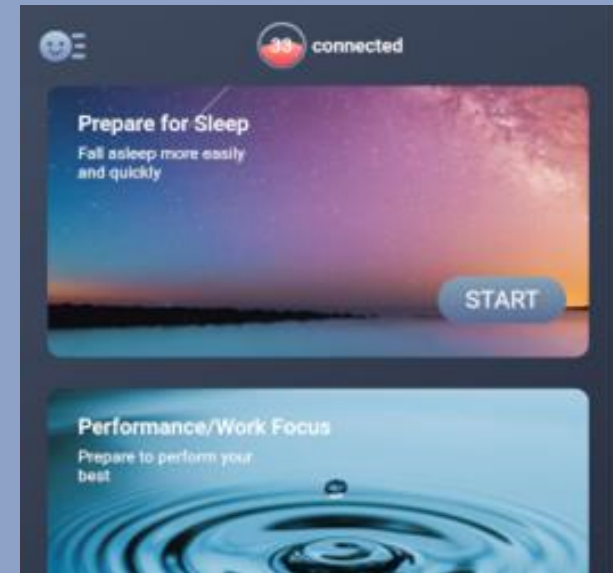 33 connected
Prepare for Sleep
Fall asleep more easily
and quickly
START
Performance/Work Focus
Prepare to perform your
best